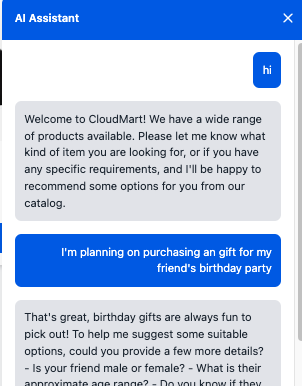 AI Assistant
hi
Welcome to CloudMart! We have a wide range
of products available. Please let me know what
kind of item you are looking for, or if you have
any specific requirements, and I'll be happy to
recommend some options for you from our
catalog.
I'm planning on purchasing an gift for my
friend's birthday party
That's great, birthday gifts are always fun to
pick out! To help me suggest some suitable
options, could you provide a few more details?
- Is your friend male or female? - What is their
approximate age range? - Do you know if they